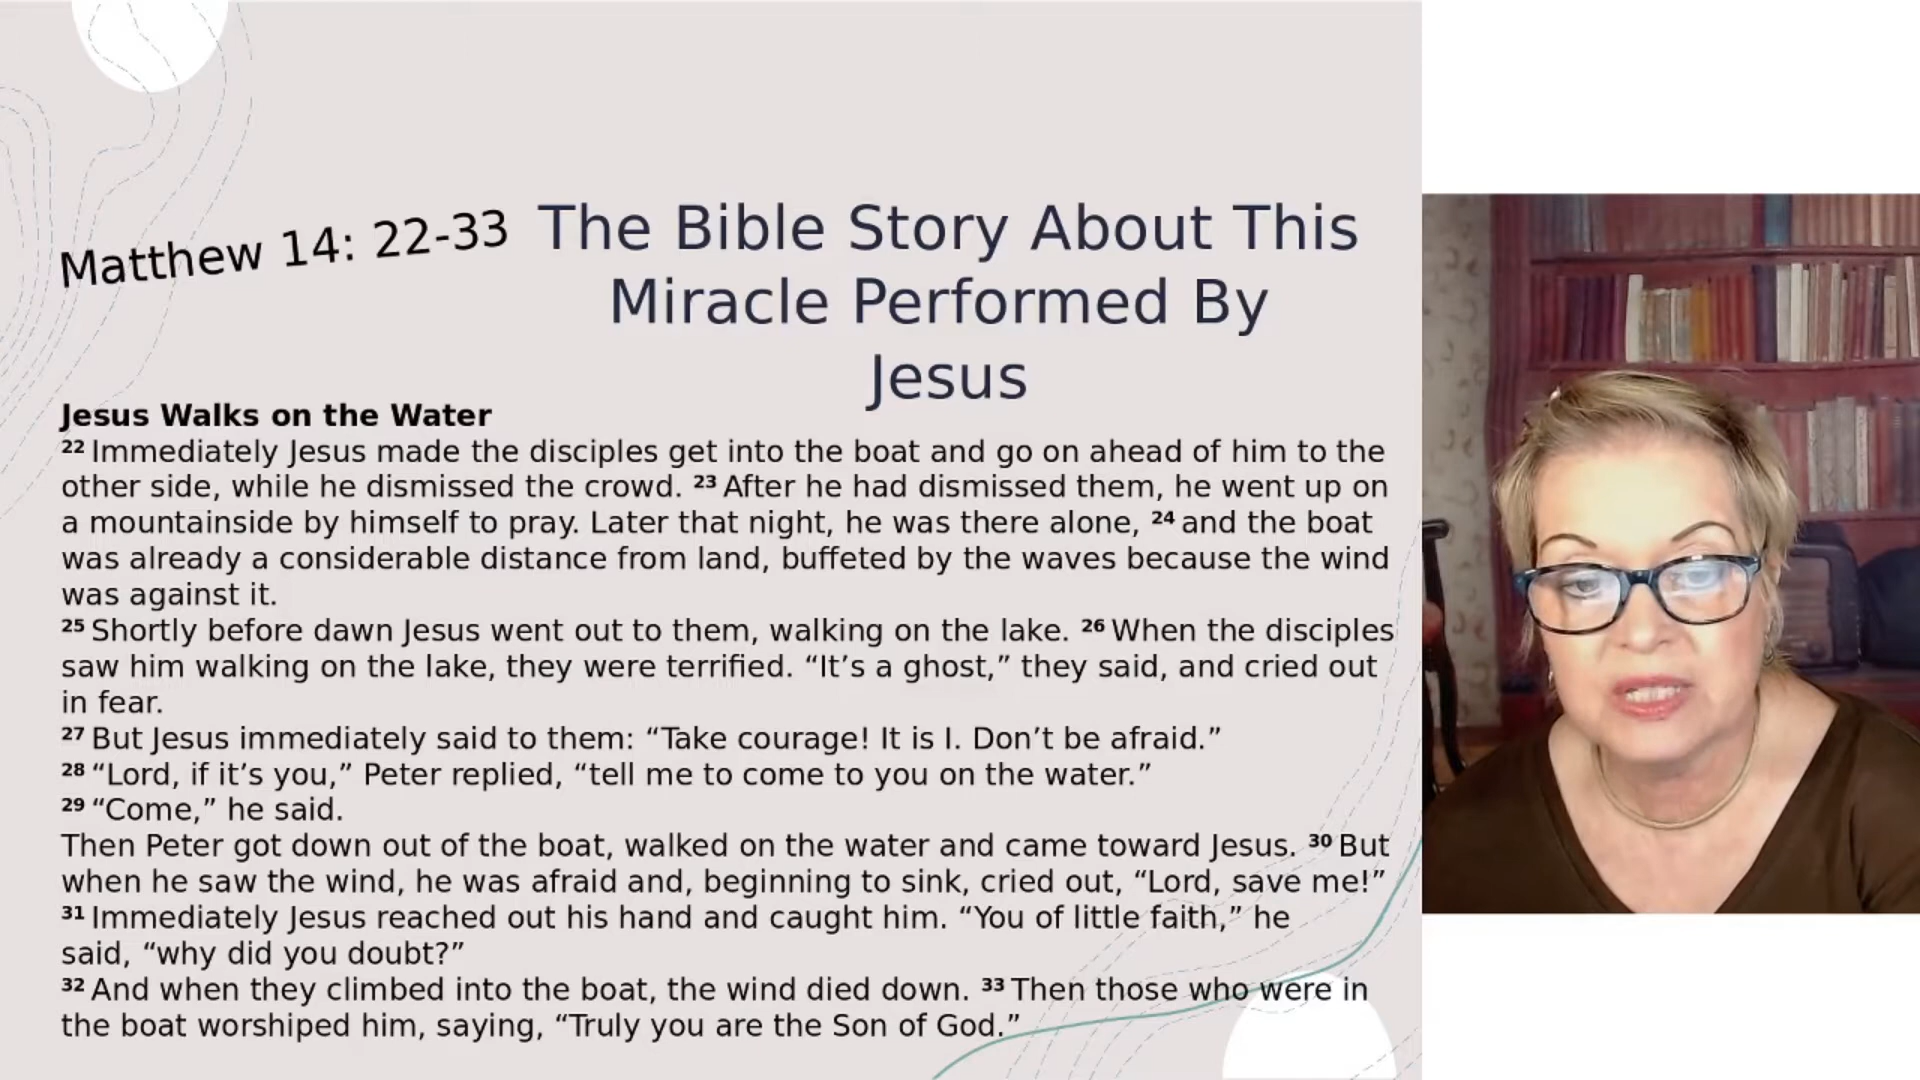 Matthew 14: 22-33
The Bible Story About This
Miracle Performed By
Jesus
Jesus Walks on the Water
22 Immediately Jesus made the disciples get into the boat and go on ahead of him to the
other side, while he dismissed the crowd. 23 After he had dismissed them, he went up on
a mountainside by himself to pray. Later that night, he was there alone, 24 and the boat
was already a considerable distance from land, buffeted by the waves because the wind
was against it.
25 Shortly before dawn Jesus went out to them, walking on the lake. 26 When the disciples
saw him walking on the lake, they were terrified. “It’s a ghost,” they said, and cried out
in fear.
27 But Jesus immediately said to them: “Take courage! It is I. Don’t be afraid.”
28 “Lord, if it’s you,” Peter replied, “tell me to come to you on the water.”
29 “Come,” he said.
Then Peter got down out of the boat, walked on the water and came toward Jesus. 30 But
when he saw the wind, he was afraid and, beginning to sink, cried out, “Lord, save me!”
31 Immediately Jesus reached out his hand and caught him. “You of little faith,” he
said, “why did you doubt?”
32 And when they climbed into the boat, the wind died down. 33 Then those who were in
the boat worshiped him, saying, “Truly you are the Son of God.”